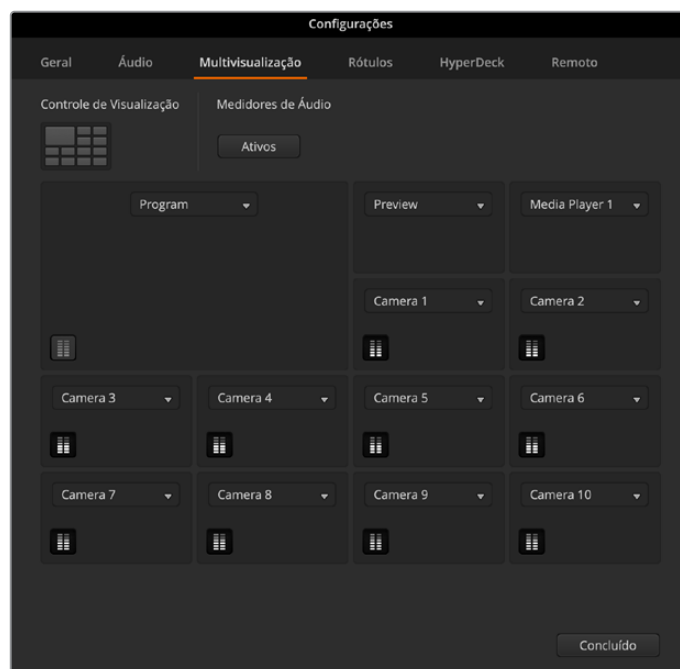 Configurações
Geral Áudio Multivisualização Rótulos HyperDeck Remoto
Controle de Visualização Medidores de Áudio
Ativos
Program Preview Media Player 1
Camera 1 Camera 2
Camera 3 Camera 4 Camera 5 Camera 6
Camera 7 Camera 8 Camera 9 Camera 10
Concluído